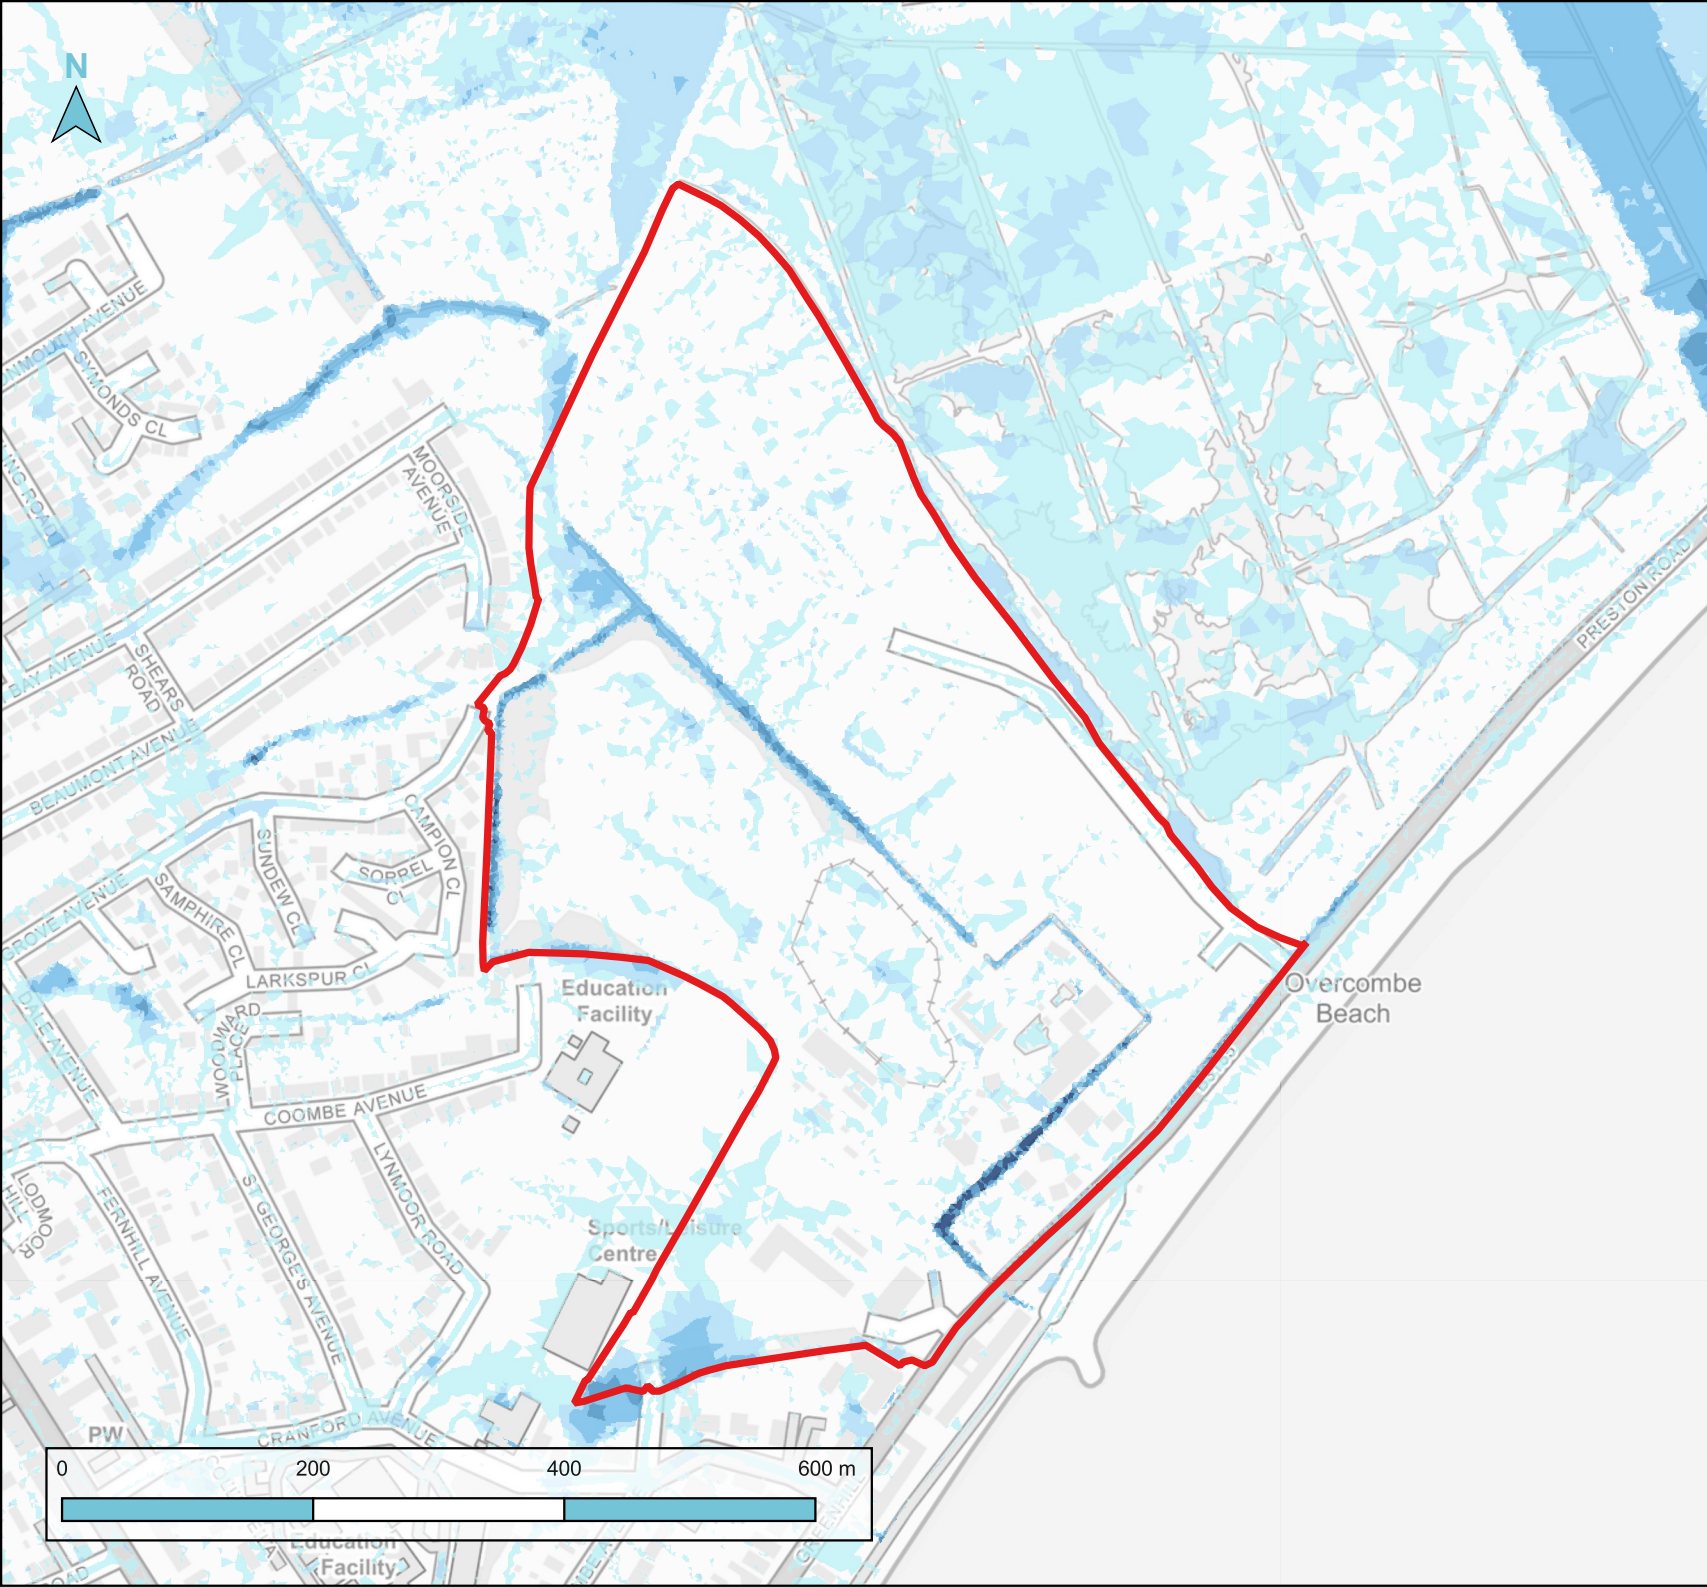 N
AVENUE
SYMONDS CL
MOORSIDE
AVENUE
BAY AVENUE
SHEARS
ROAD
BEAUMONT AVENUE
PRESTON ROAD
CAMPION CL
SUNDEW CL
SORREL
CL
SAMPHIRE CL
GROVE AVENUE
LARKSPUR CL
WOODWARD
PLACE
DALE AVENUE
Education
Facility
Overcombe
Beach
COOMBE AVENUE
LYNMOOR ROAD
LODMOOR
HILL
FERNHILL AVENUE
ST GEORGE'S AVENUE
Sports/Leisure
Centre
PW
CRANFORD AVENUE
0
200
400
600 m
Education
Facility
GREENHILL